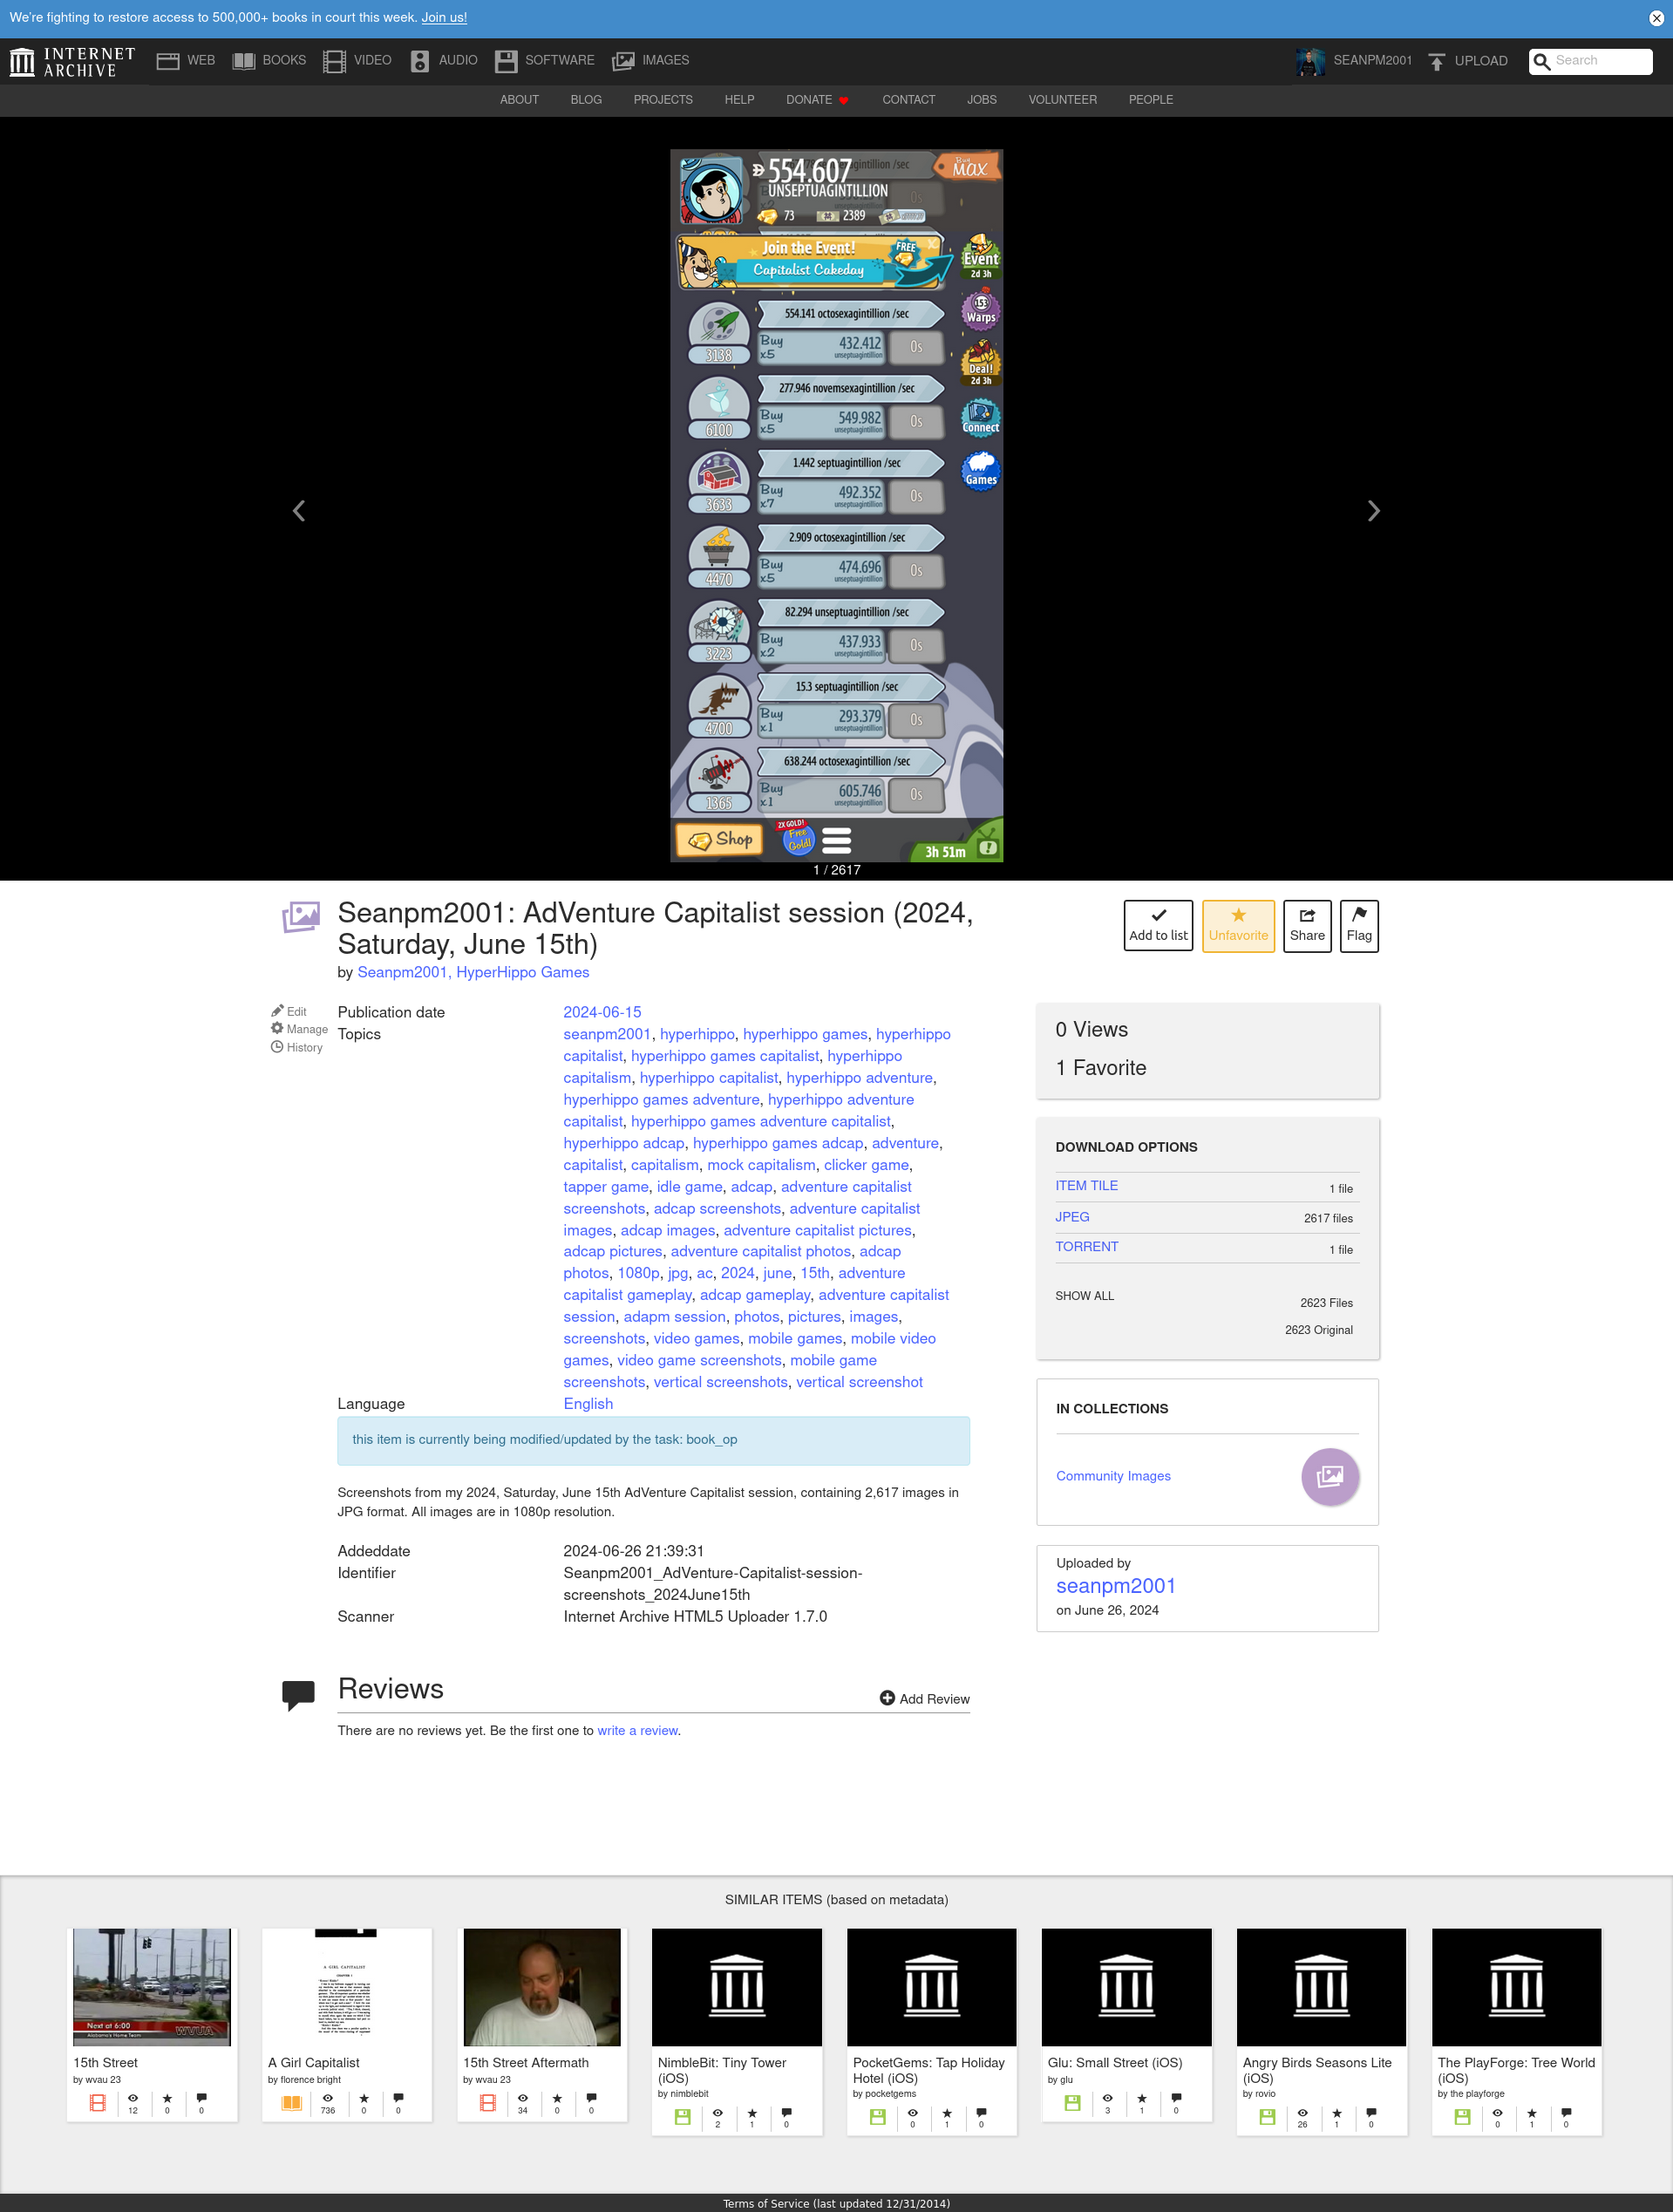 We're fighting to restore access to 500,000+ books in court this week. Join us!
INTERNET ARCHIVE
WEB BOOKS VIDEO AUDIO SOFTWARE IMAGES
SEANPM2001 UPLOAD Search
ABOUT BLOG PROJECTS HELP DONATE CONTACT JOBS VOLUNTEER PEOPLE
554.607
/sec
Buy MAX
UNSEPTUAGINTILLION
0s
73 2389
Join the Event!
FREE
X
Capitalist Cakeday
Event
2d 3h
554.141 octosexagintillion /sec
153 Warps
3138
Buy x5
432.412 unseptuagintillion
0s
Deal!
2d 3h
277.946 novemsexagintillion /sec
6100
Buy x5
549.982 unseptuagintillion
0s
Connect
1.442 septuagintillion /sec
Games
3633
Buy x7
492.352 unseptuagintillion
0s
2.909 octosexagintillion /sec
4470
Buy x5
474.696 unseptuagintillion
0s
82.294 unseptuagintillion /sec
3223
Buy x2
437.933 unseptuagintillion
0s
15.3 septuagintillion /sec
4700
Buy x1
293.379 unseptuagintillion
0s
638.244 octosexagintillion /sec
1365
Buy x1
605.746 unseptuagintillion
0s
Shop
2X GOLD!
Free Gold!
3h 51m
1 / 2617
Seanpm2001: AdVenture Capitalist session (2024,
Saturday, June 15th)
by Seanpm2001, HyperHippo Games
Add to list Unfavorite Share Flag
Edit
Manage
History
Publication date 2024-06-15
Topics seanpm2001, hyperhippo, hyperhippo games, hyperhippo
capitalist, hyperhippo games capitalist, hyperhippo
capitalism, hyperhippo capitalist, hyperhippo adventure,
hyperhippo games adventure, hyperhippo adventure
capitalist, hyperhippo games adventure capitalist,
hyperhippo adcap, hyperhippo games adcap, adventure,
capitalist, capitalism, mock capitalism, clicker game,
tapper game, idle game, adcap, adventure capitalist
screenshots, adcap screenshots, adventure capitalist
images, adcap images, adventure capitalist pictures,
adcap pictures, adventure capitalist photos, adcap
photos, 1080p, jpg, ac, 2024, june, 15th, adventure
capitalist gameplay, adcap gameplay, adventure capitalist
session, adapm session, photos, pictures, images,
screenshots, video games, mobile games, mobile video
games, video game screenshots, mobile game
screenshots, vertical screenshots, vertical screenshot
Language English
this item is currently being modified/updated by the task: book_op
Screenshots from my 2024, Saturday, June 15th AdVenture Capitalist session, containing 2,617 images in
JPG format. All images are in 1080p resolution.
Addeddate 2024-06-26 21:39:31
Identifier Seanpm2001_AdVenture-Capitalist-session-
screenshots_2024June15th
Scanner Internet Archive HTML5 Uploader 1.7.0
0 Views
1 Favorite
DOWNLOAD OPTIONS
ITEM TILE 1 file
JPEG 2617 files
TORRENT 1 file
SHOW ALL 2623 Files
2623 Original
IN COLLECTIONS
Community Images
Uploaded by
seanpm2001
on June 26, 2024
Reviews
Add Review
There are no reviews yet. Be the first one to write a review.
SIMILAR ITEMS (based on metadata)
Next at 6:00
Alabama's Home Team
WVUA
15th Street
by wvau 23
12 0 0
A GIRL CAPITALIST
A Girl Capitalist
by florence bright
736 0 0
15th Street Aftermath
by wvau 23
34 0 0
NimbleBit: Tiny Tower
(iOS)
by nimblebit
2 1 0
PocketGems: Tap Holiday
Hotel (iOS)
by pocketgems
0 1 0
Glu: Small Street (iOS)
by glu
3 1 0
Angry Birds Seasons Lite
(iOS)
by rovio
26 1 0
The PlayForge: Tree World
(iOS)
by the playforge
0 1 0
Terms of Service (last updated 12/31/2014)